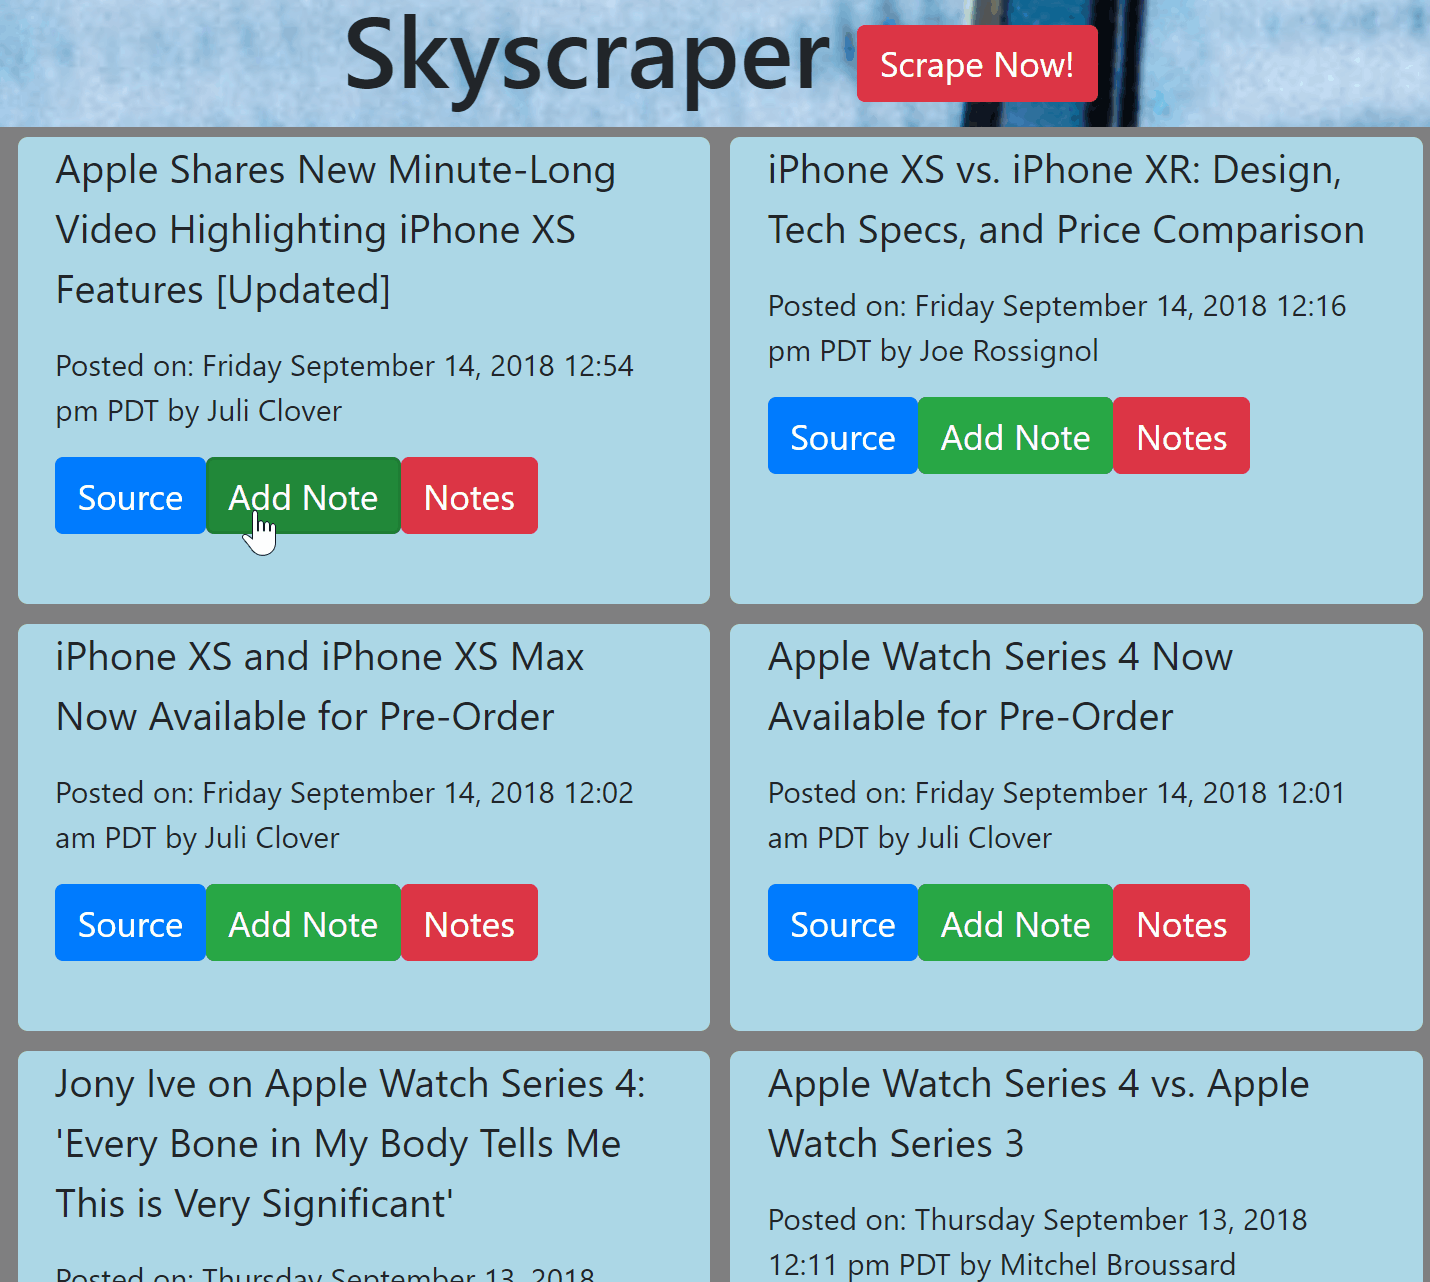 Skyscraper
Scrape Now!
Apple Shares New Minute-Long
Video Highlighting iPhone XS
Features [Updated]
Posted on: Friday September 14, 2018 12:54
pm PDT by Juli Clover
Source Add Note Notes
iPhone XS vs. iPhone XR: Design,
Tech Specs, and Price Comparison
Posted on: Friday September 14, 2018 12:16
pm PDT by Joe Rossignol
Source Add Note Notes
iPhone XS and iPhone XS Max
Now Available for Pre-Order
Posted on: Friday September 14, 2018 12:02
am PDT by Juli Clover
Source Add Note Notes
Apple Watch Series 4 Now
Available for Pre-Order
Posted on: Friday September 14, 2018 12:01
am PDT by Juli Clover
Source Add Note Notes
Jony Ive on Apple Watch Series 4:
'Every Bone in My Body Tells Me
This is Very Significant'
Posted on: Thursday September 13, 2018
Apple Watch Series 4 vs. Apple
Watch Series 3
Posted on: Thursday September 13, 2018
12:11 pm PDT by Mitchel Broussard